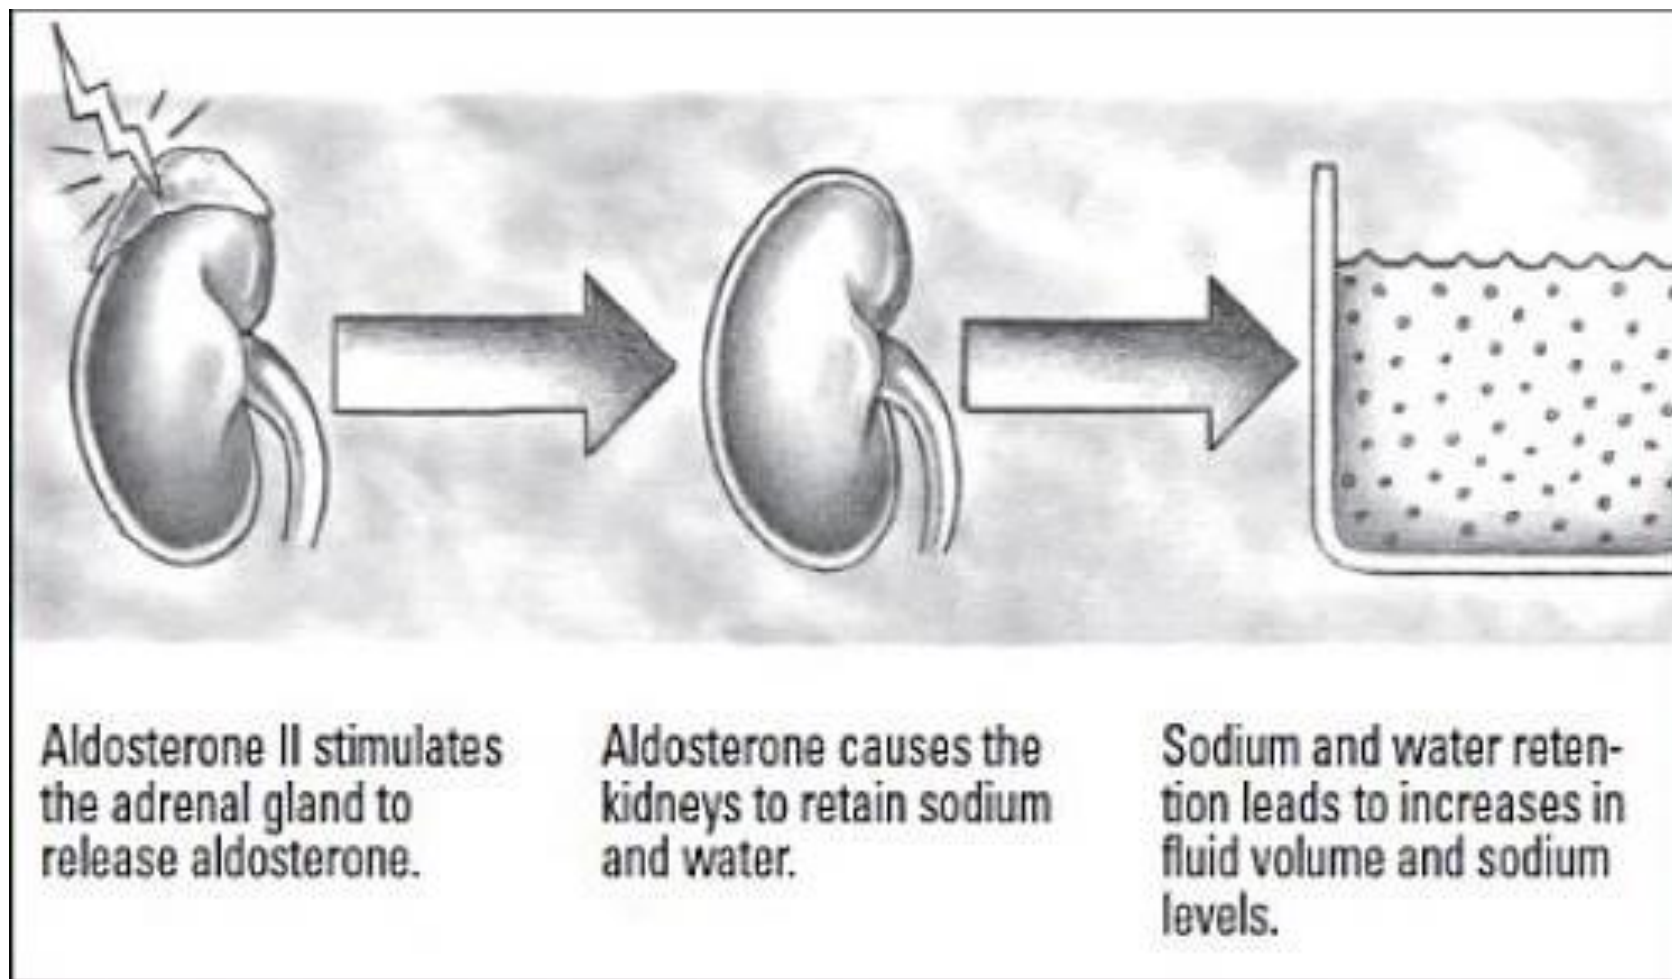 Aldosterone II stimulates
the adrenal gland to
release aldosterone.
Aldosterone causes the
kidneys to retain sodium
and water.
Sodium and water reten-
tion leads to increases in
fluid volume and sodium
levels.